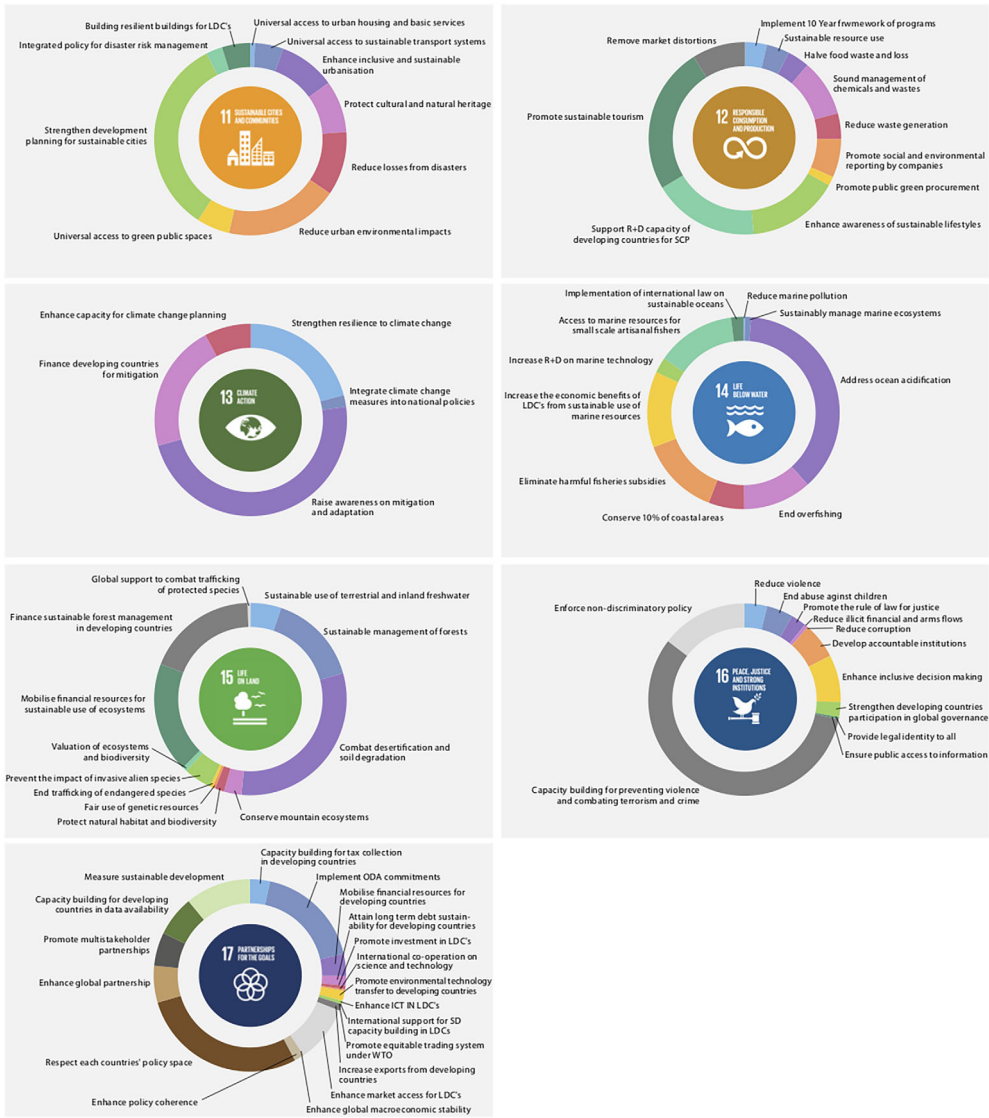 Building resilient buildings for LDC's
Universal access to urban housing and basic services
Integrated policy for disaster risk management
Universal access to sustainable transport systems
Enhance inclusive and sustainable
urbanisation
Protect cultural and natural heritage
Strengthen development
planning for sustainable cities
11 SUSTAINABLE CITIES
AND COMMUNITIES
Reduce losses from disasters
Universal access to green public spaces
Reduce urban environmental impacts
Implement 10 Year frwmework of programs
Remove market distortions
Sustainable resource use
Halve food waste and loss
Sound management of
chemicals and wastes
Promote sustainable tourism
12 RESPONSIBLE
CONSUMPTION
AND PRODUCTION
Reduce waste generation
Promote social and environmental
reporting by companies
Promote public green procurement
Support R+D capacity of
developing countries for SCP
Enhance awareness of sustainable lifestyles
Enhance capacity for climate change planning
Strengthen resilience to climate change
Finance developing countries
for mitigation
13 CLIMATE
ACTION
Integrate climate change
measures into national policies
Raise awareness on mitigation
and adaptation
Implementation of international law on
sustainable oceans
Reduce marine pollution
Sustainably manage marine ecosystems
Access to marine resources for
small scale artisanal fishers
Increase R+D on marine technology
Address ocean acidification
Increase the economic benefits of
LDC's from sustainable use of
marine resources
14 LIFE
BELOW WATER
Eliminate harmful fisheries subsidies
Conserve 10% of coastal areas
End overfishing
Global support to combat trafficking
of protected species
Sustainable use of terrestrial and inland freshwater
Finance sustainable forest management
in developing countries
Sustainable management of forests
15 LIFE
ON LAND
Mobilise financial resources for
sustainable use of ecosystems
Valuation of ecosystems
and biodiversity
Combat desertification and
soil degradation
Prevent the impact of invasive alien species
End trafficking of endangered species
Fair use of genetic resources
Protect natural habitat and biodiversity
Conserve mountain ecosystems
Reduce violence
End abuse against children
Enforce non-discriminatory policy
Promote the rule of law for justice
Reduce illicit financial and arms flows
Reduce corruption
Develop accountable institutions
16 PEACE, JUSTICE
AND STRONG
INSTITUTIONS
Enhance inclusive decision making
Strengthen developing countries
participation in global governance
Provide legal identity to all
Ensure public access to information
Capacity building for preventing violence
and combating terrorism and crime
Capacity building for tax collection
in developing countries
Measure sustainable development
Implement ODA commitments
Mobilise financial resources for
developing countries
Capacity building for developing
countries in data availability
Attain long term debt sustain-
ability for developing countries
Promote multistakeholder
partnerships
17 PARTNERSHIPS
FOR THE GOALS
Promote investment in LDC's
International co-operation on
science and technology
Enhance global partnership
Promote environmental technology
transfer to developing countries
Enhance ICT IN LDC's
International support for SD
capacity building in LDCs
Promote equitable trading system
under WTO
Respect each countries' policy space
Increase exports from developing
countries
Enhance market access for LDC's
Enhance policy coherence
Enhance global macroeconomic stability